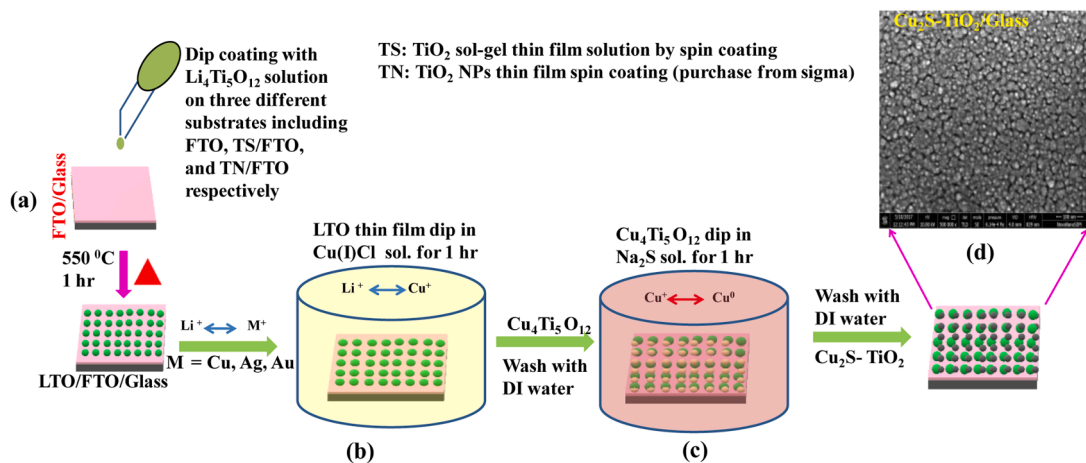 (a)
FTO/Glass
Dip coating with
Li₄Ti₅O₁₂ solution
on three different
substrates including
FTO, TS/FTO,
and TN/FTO
respectively
TS: TiO₂ sol-gel thin film solution by spin coating
TN: TiO₂ NPs thin film spin coating (purchase from sigma)
550 ⁰C
1 hr
LTO/FTO/Glass
Li⁺ M⁺
M = Cu, Ag, Au
LTO thin film dip in
Cu(I)Cl sol. for 1 hr
Li⁺ Cu⁺
(b)
Cu₄Ti₅O₁₂
Wash with
DI water
Cu₄Ti₅O₁₂ dip in
Na₂S sol. for 1 hr
Cu⁺ Cu⁰
(c)
Wash with
DI water
Cu₂S- TiO₂
Cu₂S-TiO₂/Glass
(d)